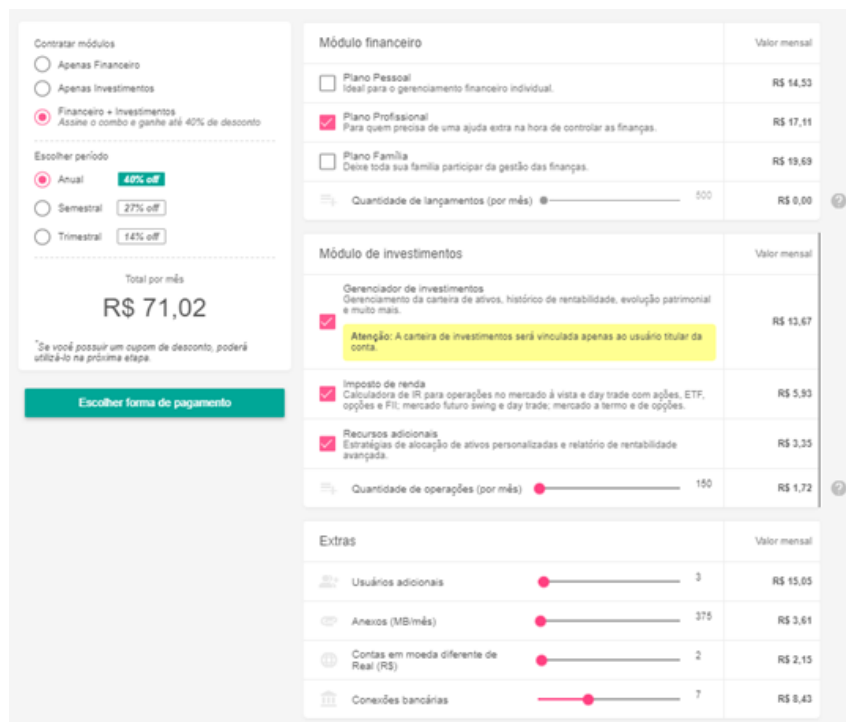 Contratar módulos
Apenas Financeiro
Apenas Investimentos
Financeiro + Investimentos
Assine o combo e ganhe até 40% de desconto
Escolher período
Anual 40% off
Semestral 27% off
Trimestral 14% off
Total por mês
R$ 71,02
*Se você possuir um cupom de desconto, poderá
utilizá-lo na próxima etapa.
Escolher forma de pagamento
Módulo financeiro Valor mensal
Plano Pessoal
Ideal para o gerenciamento financeiro individual.
R$ 14,53
Plano Profissional
Para quem precisa de uma ajuda extra na hora de controlar as finanças.
R$ 17,11
Plano Família
Deixe toda sua família participar da gestão das finanças.
R$ 19,69
Quantidade de lançamentos (por mês) 500 R$ 0,00 ?
Módulo de investimentos Valor mensal
Gerenciador de investimentos
Gerenciamento da carteira de ativos, histórico de rentabilidade, evolução patrimonial
e muito mais.
Atenção: A carteira de investimentos será vinculada apenas ao usuário titular da
conta.
R$ 13,67
Imposto de renda
Calculadora de IR para operações no mercado á vista e day trade com ações, ETF,
opções e FII; mercado futuro swing e day trade; mercado a termo e de opções.
R$ 5,93
Recursos adicionais
Estratégias de alocação de ativos personalizadas e relatório de rentabilidade
avançada.
R$ 3,35
Quantidade de operações (por mês) 150 R$ 1,72 ?
Extras Valor mensal
Usuários adicionais 3 R$ 15,05
Anexos (MB/mês) 375 R$ 3,61
Contas em moeda diferente de
Real (R$)
2 R$ 2,15
Conexões bancárias 7 R$ 8,43